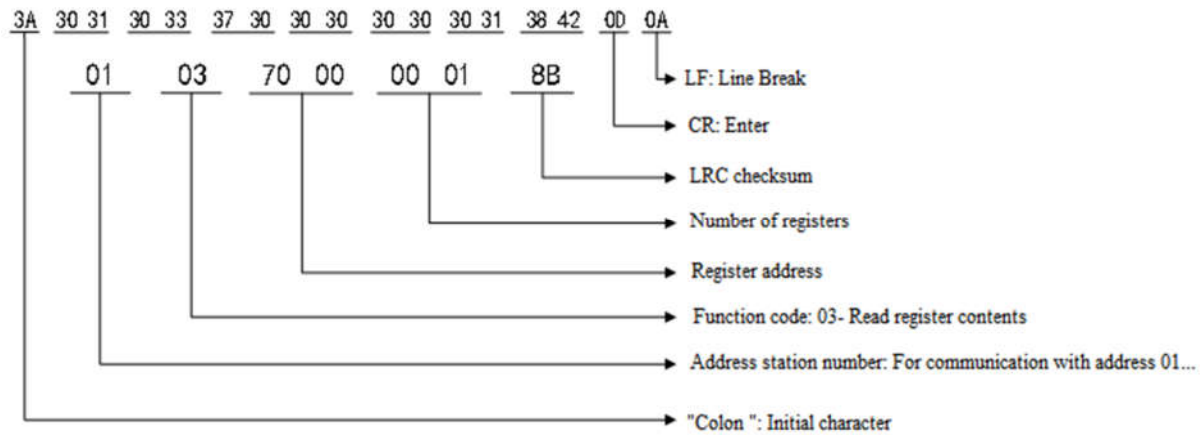 3A 30 31 30 33 37 30 30 30 30 30 30 31 38 42 0D 0A
01 03 70 00 00 01 8B
LF: Line Break
CR: Enter
LRC checksum
Number of registers
Register address
Function code: 03- Read register contents
Address station number: For communication with address 01...
"Colon ": Initial character